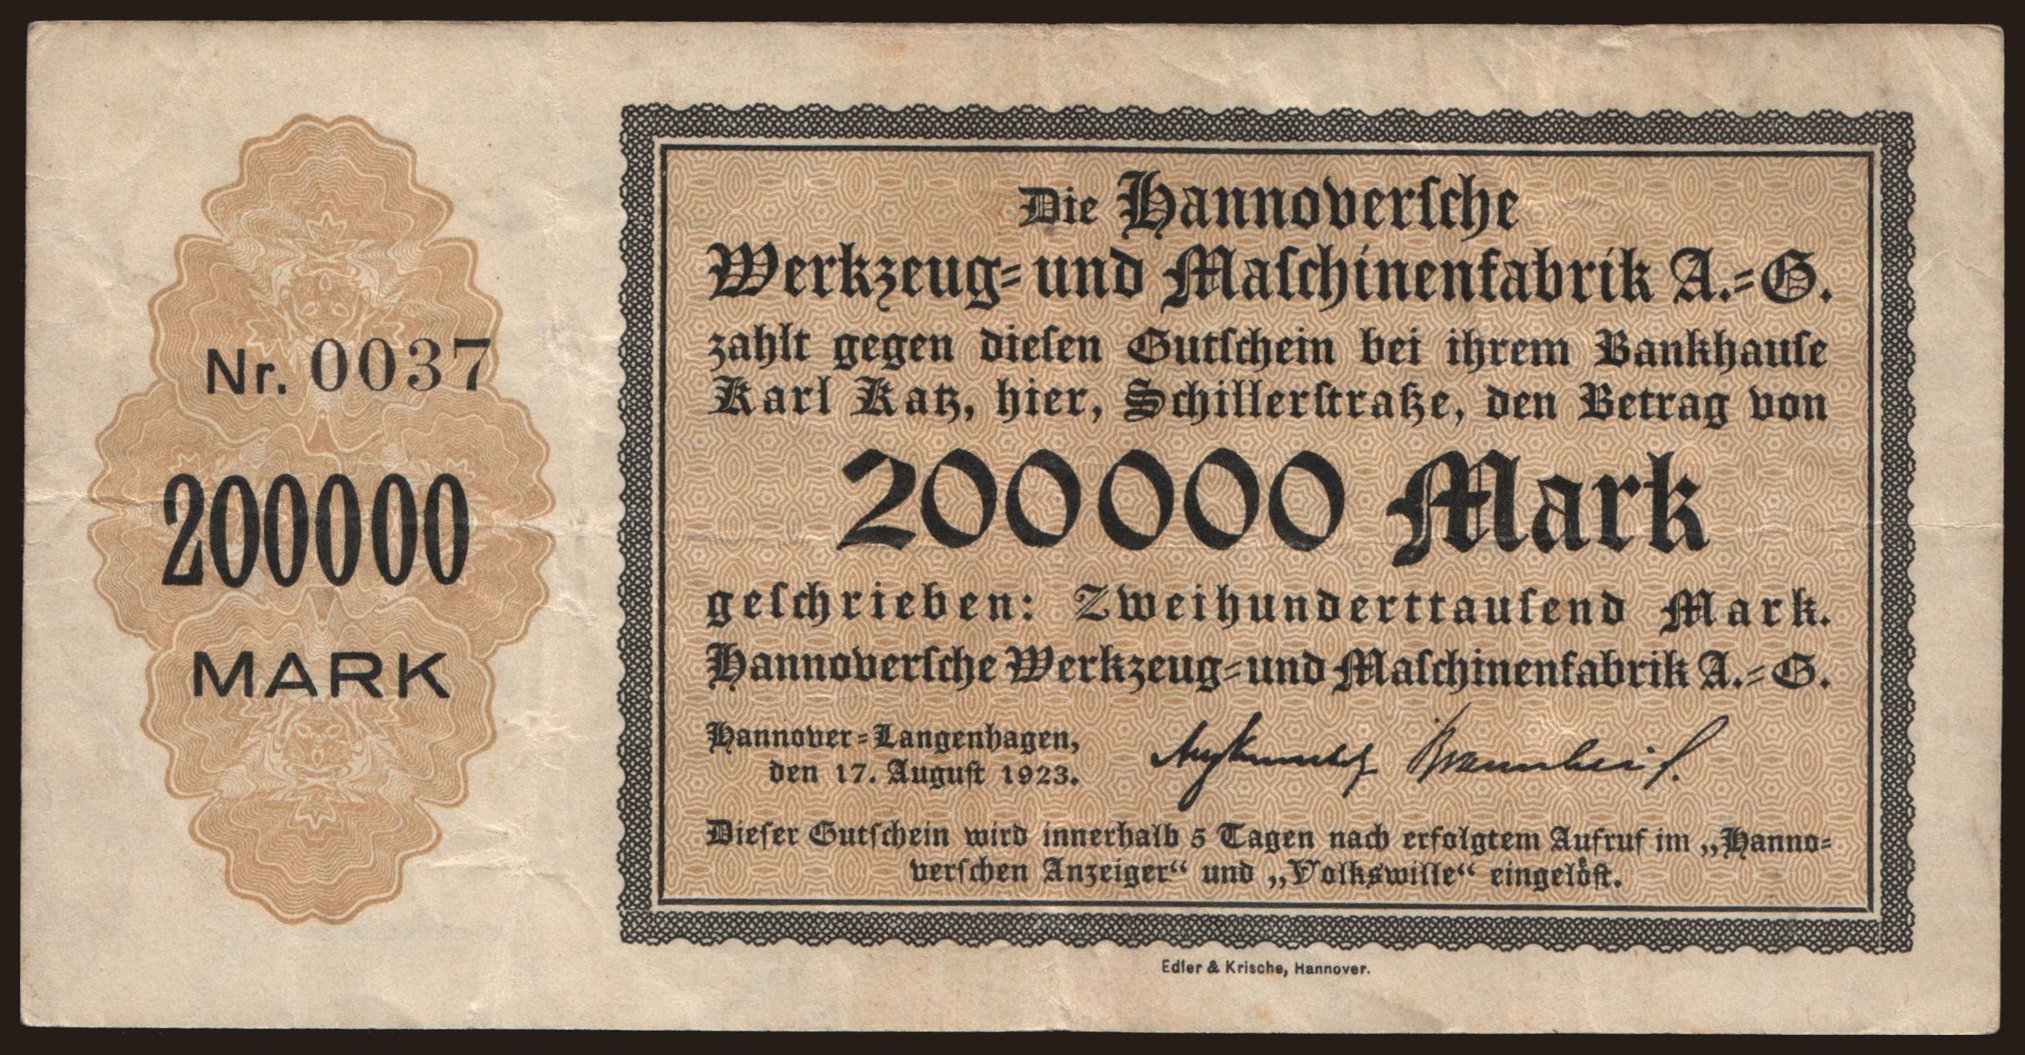 Nr. 0037
200000
MARK
Die Hannoversche
Werkzeug- und Maschinenfabrik A.-G.
zahlt gegen diesen Gutschein bei ihrem Bankhause
Karl Katz, hier, Schillerstraße, den Betrag von
200000 Mark
geschrieben: Zweihunderttausend Mark.
Hannoversche Werkzeug- und Maschinenfabrik A.-G.
Hannover-Langenhagen,
den 17. August 1923.
Dieser Gutschein wird innerhalb 5 Tagen nach erfolgtem Aufruf im „Hanno-
verschen Anzeiger“ und „Volkswille“ eingelöst.
Edler & Krische, Hannover.